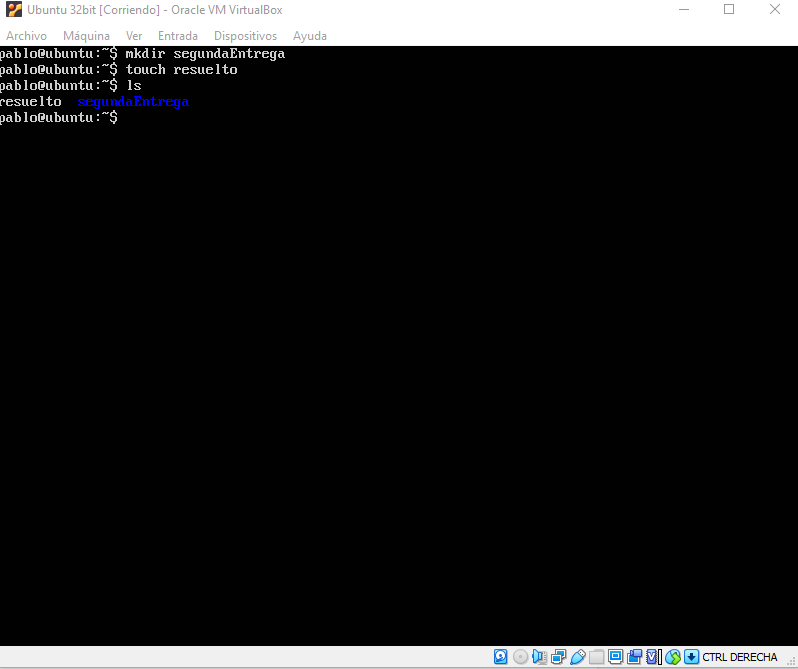 Ubuntu 32bit [Corriendo] - Oracle VM VirtualBox
Archivo Máquina Ver Entrada Dispositivos Ayuda
pablo@ubuntu:~$ mkdir segundaEntrega
pablo@ubuntu:~$ touch resuelto
pablo@ubuntu:~$ ls
resuelto segundaEntrega
pablo@ubuntu:~$
CTRL DERECHA